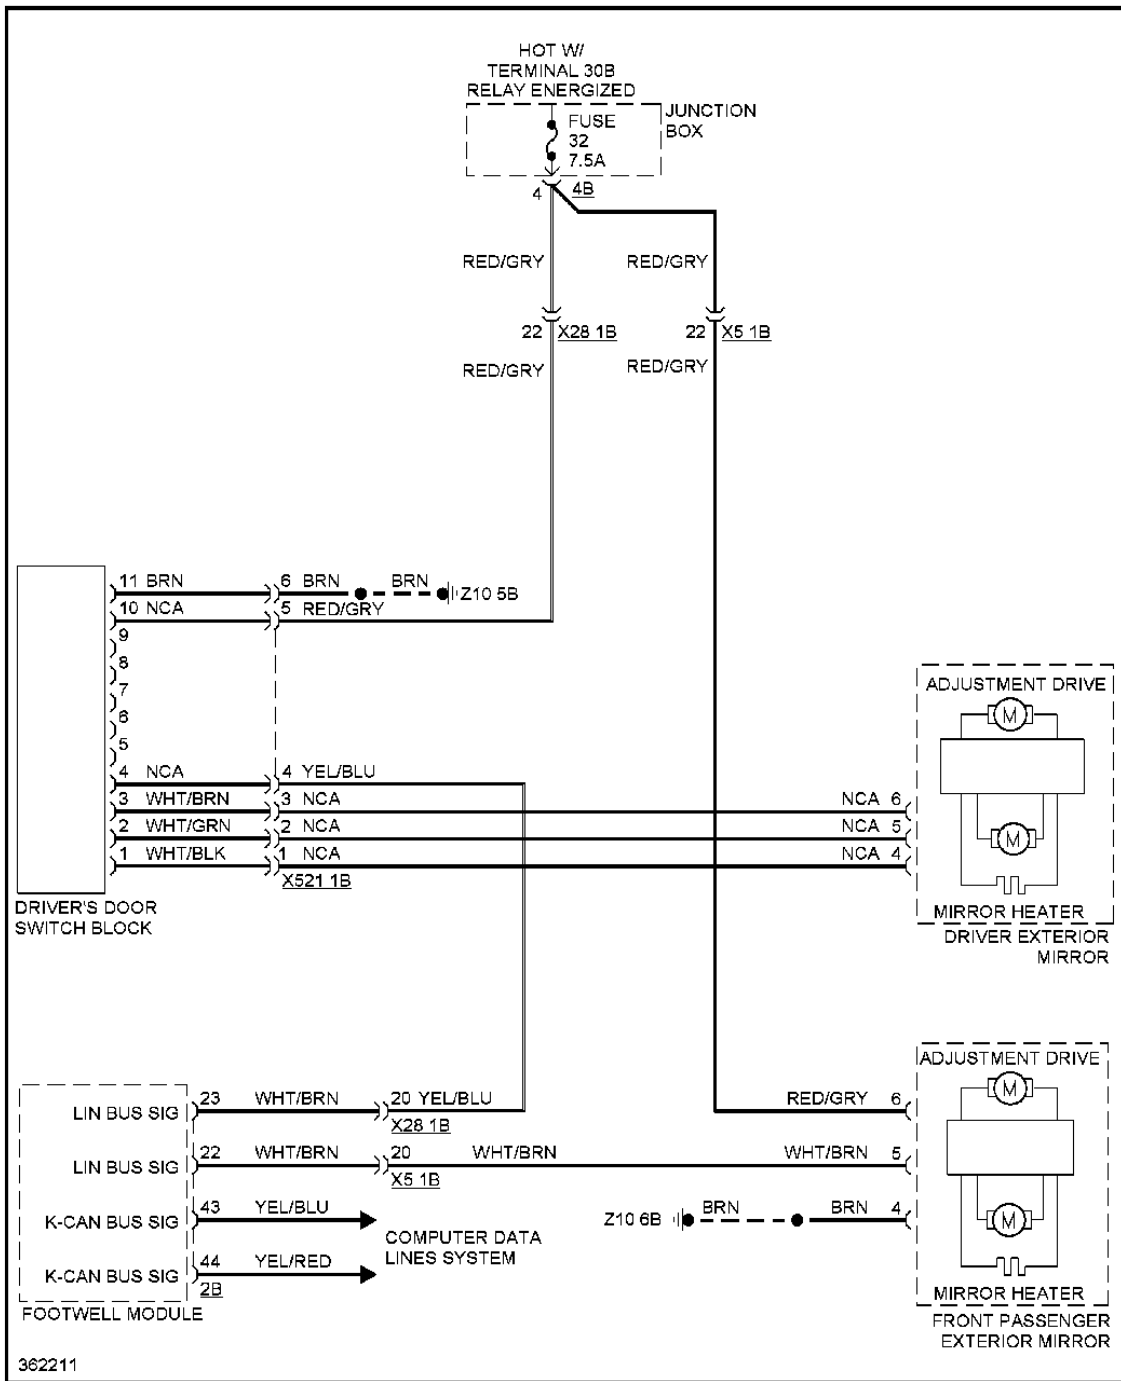 HOT W/
TERMINAL 30B
RELAY ENERGIZED
JUNCTION
BOX
FUSE
32
7.5A
4 4B
RED/GRY RED/GRY
22 X28 1B 22 X5 1B
RED/GRY RED/GRY
11 BRN 6 BRN BRN Z10 5B
10 NCA 5 RED/GRY
9
8
7
6
5
4 NCA 4 YEL/BLU
3 WHT/BRN 3 NCA NCA 6
2 WHT/GRN 2 NCA NCA 5
1 WHT/BLK 1 NCA NCA 4
X521 1B
DRIVER'S DOOR
SWITCH BLOCK
ADJUSTMENT DRIVE
M
M
MIRROR HEATER
DRIVER EXTERIOR
MIRROR
LIN BUS SIG 23 WHT/BRN 20 YEL/BLU
X28 1B
LIN BUS SIG 22 WHT/BRN 20 WHT/BRN WHT/BRN 5
X5 1B
K-CAN BUS SIG 43 YEL/BLU
K-CAN BUS SIG 44 YEL/RED
2B
COMPUTER DATA
LINES SYSTEM
FOOTWELL MODULE
RED/GRY 6
Z10 6B BRN BRN 4
ADJUSTMENT DRIVE
M
M
MIRROR HEATER
FRONT PASSENGER
EXTERIOR MIRROR
362211